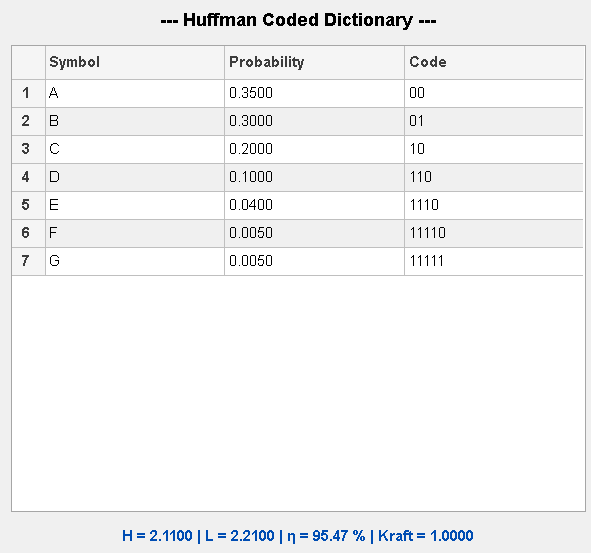 --- Huffman Coded Dictionary ---
Symbol Probability Code
1 A 0.3500 00
2 B 0.3000 01
3 C 0.2000 10
4 D 0.1000 110
5 E 0.0400 1110
6 F 0.0050 11110
7 G 0.0050 11111
H = 2.1100 | L = 2.2100 | η = 95.47 % | Kraft = 1.0000